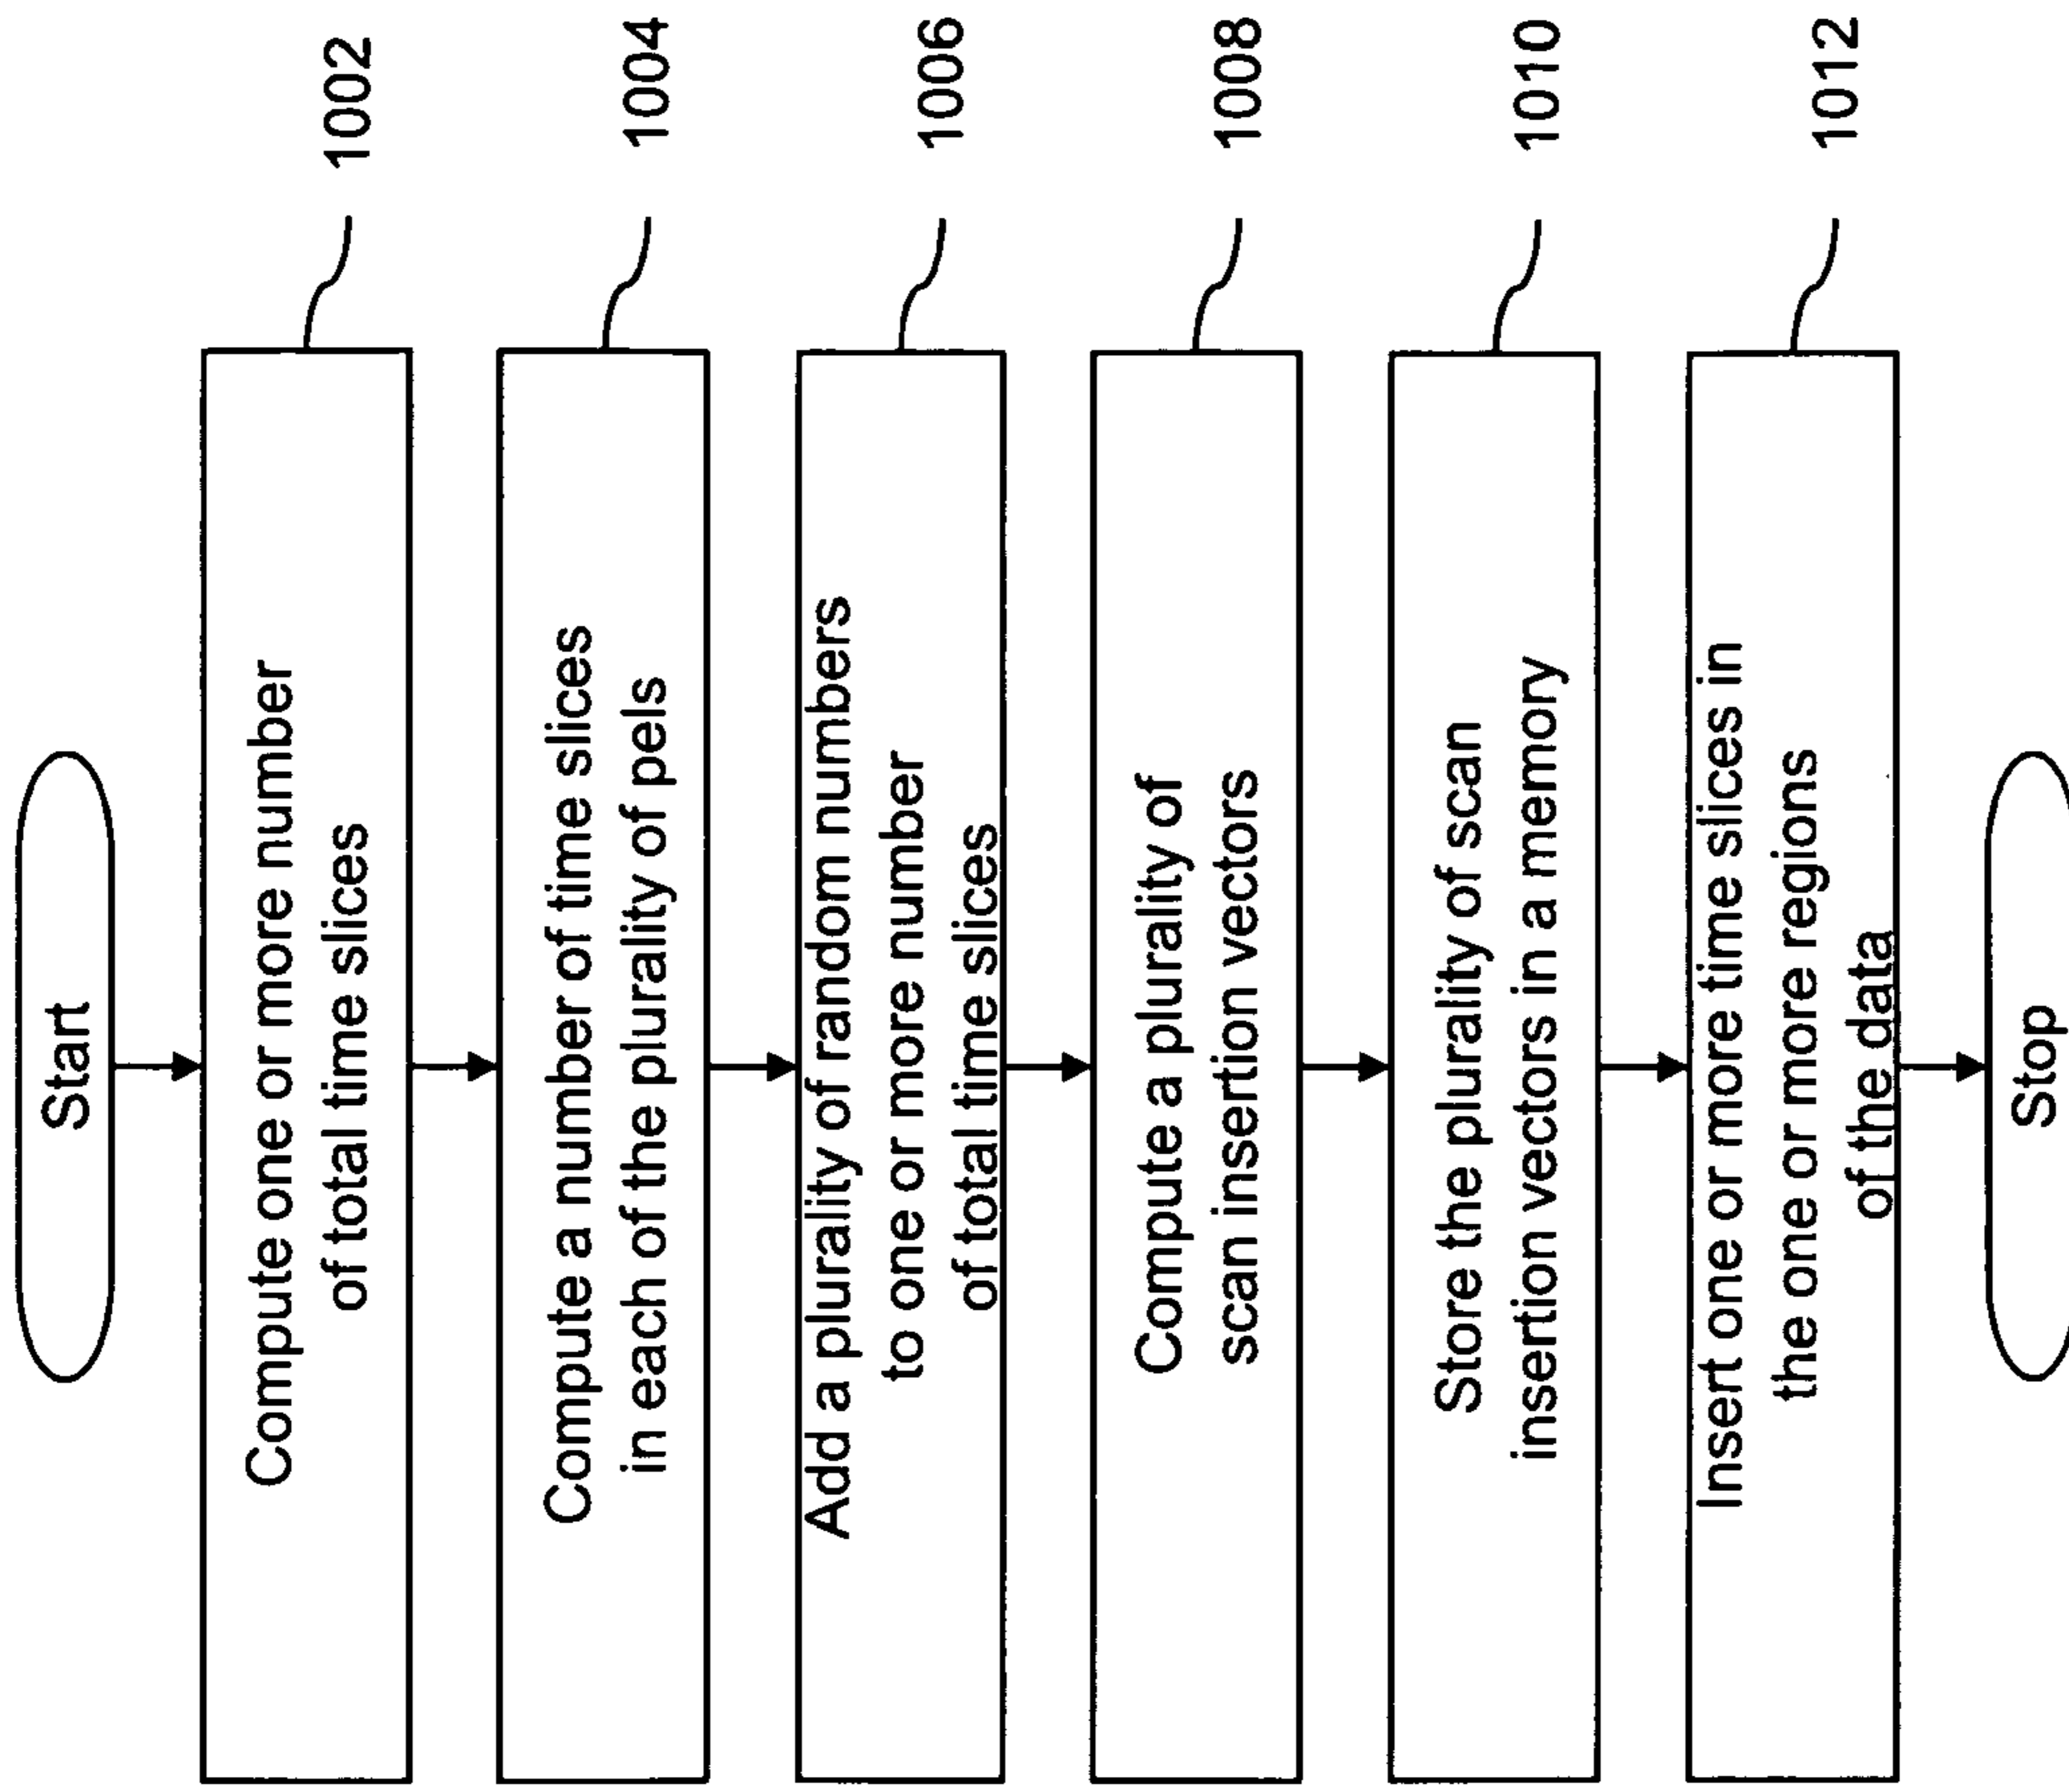 Start
Compute one or more number
of total time slices
1002
Compute a number of time slices
in each of the plurality of pels
1004
Add a plurality of random numbers
to one or more number
of total time slices
1006
Compute a plurality of
scan insertion vectors
1008
Store the plurality of scan
insertion vectors in a memory
1010
Insert one or more time slices in
the one or more regions
of the data
1012
Stop